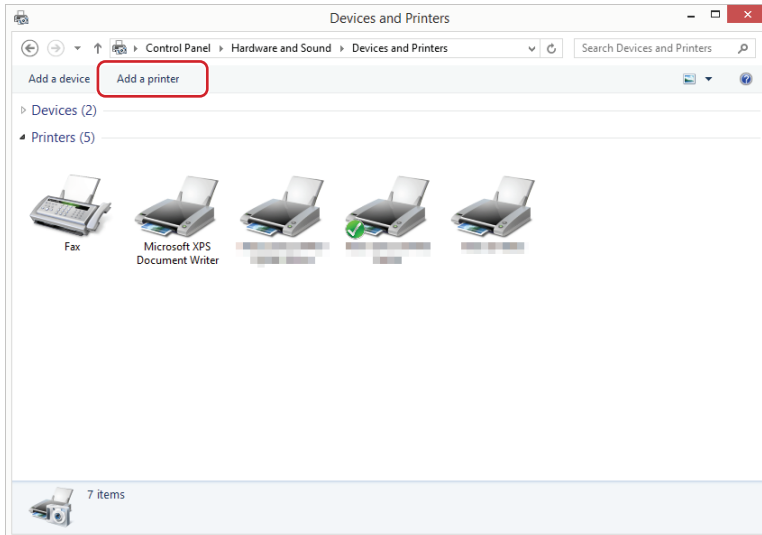 Devices and Printers
Control Panel Hardware and Sound Devices and Printers
Search Devices and Printers
Add a device Add a printer
Devices (2)
Printers (5)
Fax
Microsoft XPS
Document Writer
7 items